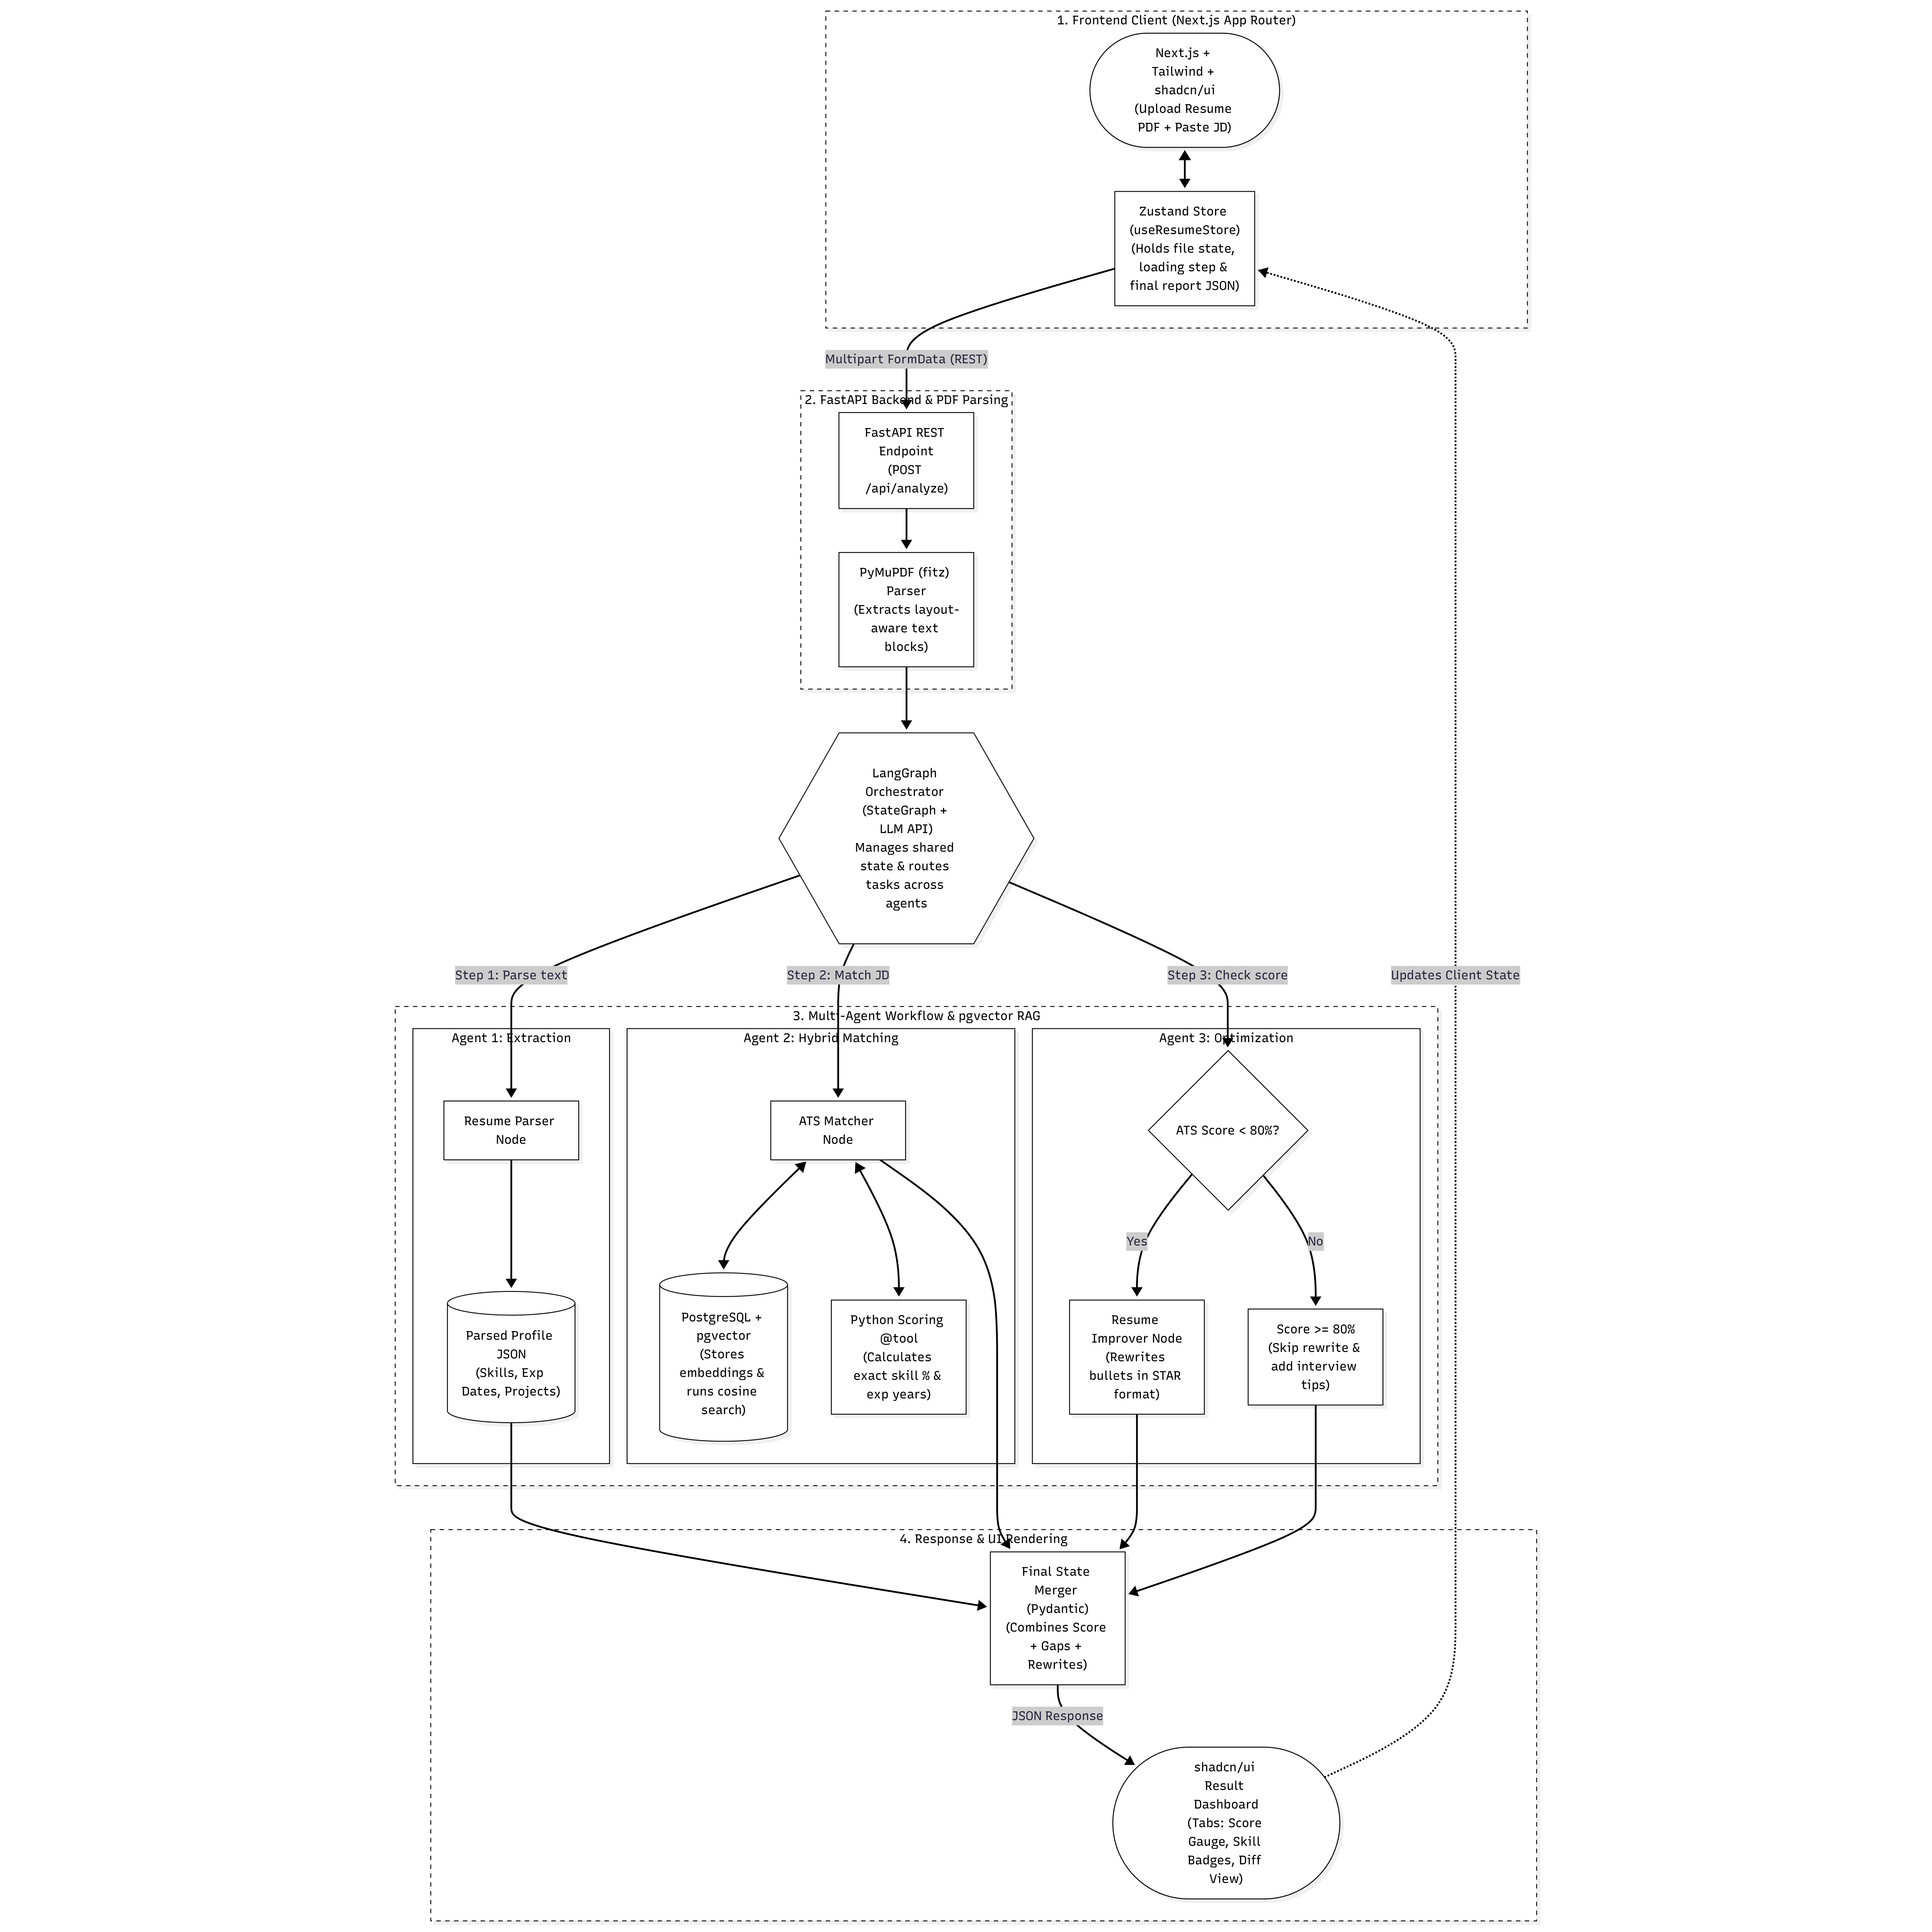 1. Frontend Client (Next.js App Router)
Next.js +
Tailwind +
shadcn/ui
(Upload Resume
PDF + Paste JD)
Zustand Store
(useResumeStore)
(Holds file state,
loading step &
final report JSON)
Multipart FormData (REST)
2. FastAPI Backend & PDF Parsing
FastAPI REST
Endpoint
(POST
/api/analyze)
PyMuPDF (fitz)
Parser
(Extracts layout-
aware text
blocks)
LangGraph
Orchestrator
(StateGraph +
LLM API)
Manages shared
state & routes
tasks across
agents
Step 1: Parse text
Step 2: Match JD
Step 3: Check score
Updates Client State
3. Multi-Agent Workflow & pgvector RAG
Agent 1: Extraction
Agent 2: Hybrid Matching
Agent 3: Optimization
Resume Parser
Node
ATS Matcher
Node
ATS Score < 80%?
Yes
No
Parsed Profile
JSON
(Skills, Exp
Dates, Projects)
PostgreSQL +
pgvector
(Stores
embeddings &
runs cosine
search)
Python Scoring
@tool
(Calculates
exact skill % &
exp years)
Resume
Improver Node
(Rewrites
bullets in STAR
format)
Score >= 80%
(Skip rewrite &
add interview
tips)
4. Response & UI Rendering
Final State
Merger
(Pydantic)
(Combines Score
+ Gaps +
Rewrites)
JSON Response
shadcn/ui
Result
Dashboard
(Tabs: Score
Gauge, Skill
Badges, Diff
View)